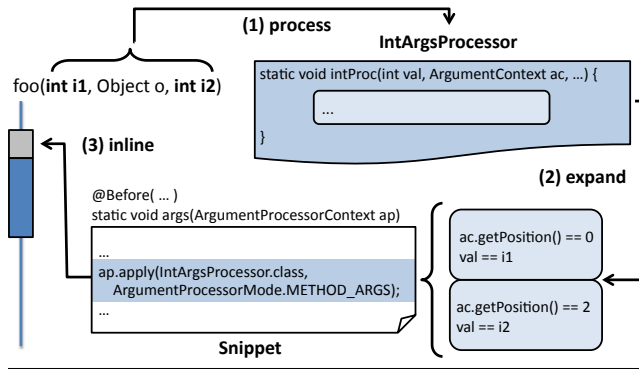 (1) process
IntArgsProcessor
foo(int i1, Object o, int i2)
static void intProc(int val, ArgumentContext ac, …) {
...
}
(3) inline
(2) expand
@Before( … )
static void args(ArgumentProcessorContext ap)
...
ap.apply(IntArgsProcessor.class,
ArgumentProcessorMode.METHOD_ARGS);
...
ac.getPosition() == 0
val == i1
ac.getPosition() == 2
val == i2
Snippet